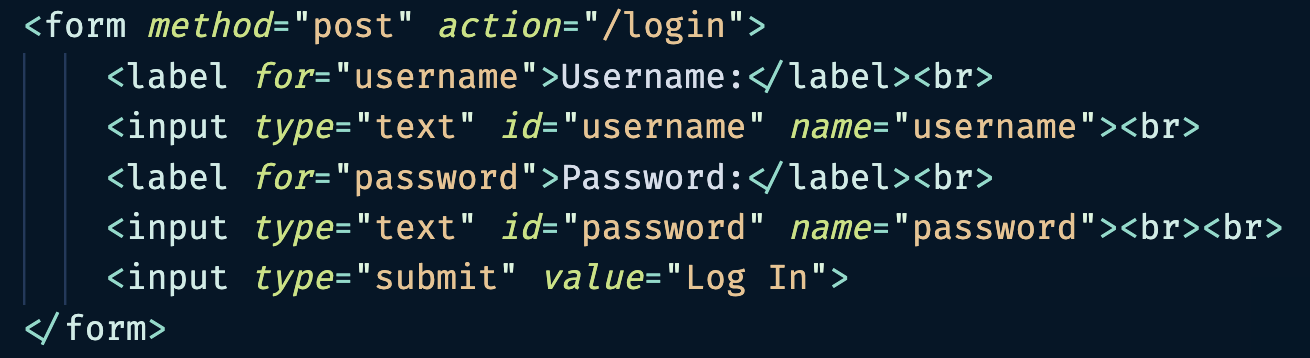 <form method="post" action="/login">
<label for="username">Username:</label><br>
<input type="text" id="username" name="username"><br>
<label for="password">Password:</label><br>
<input type="text" id="password" name="password"><br><br>
<input type="submit" value="Log In">
</form>